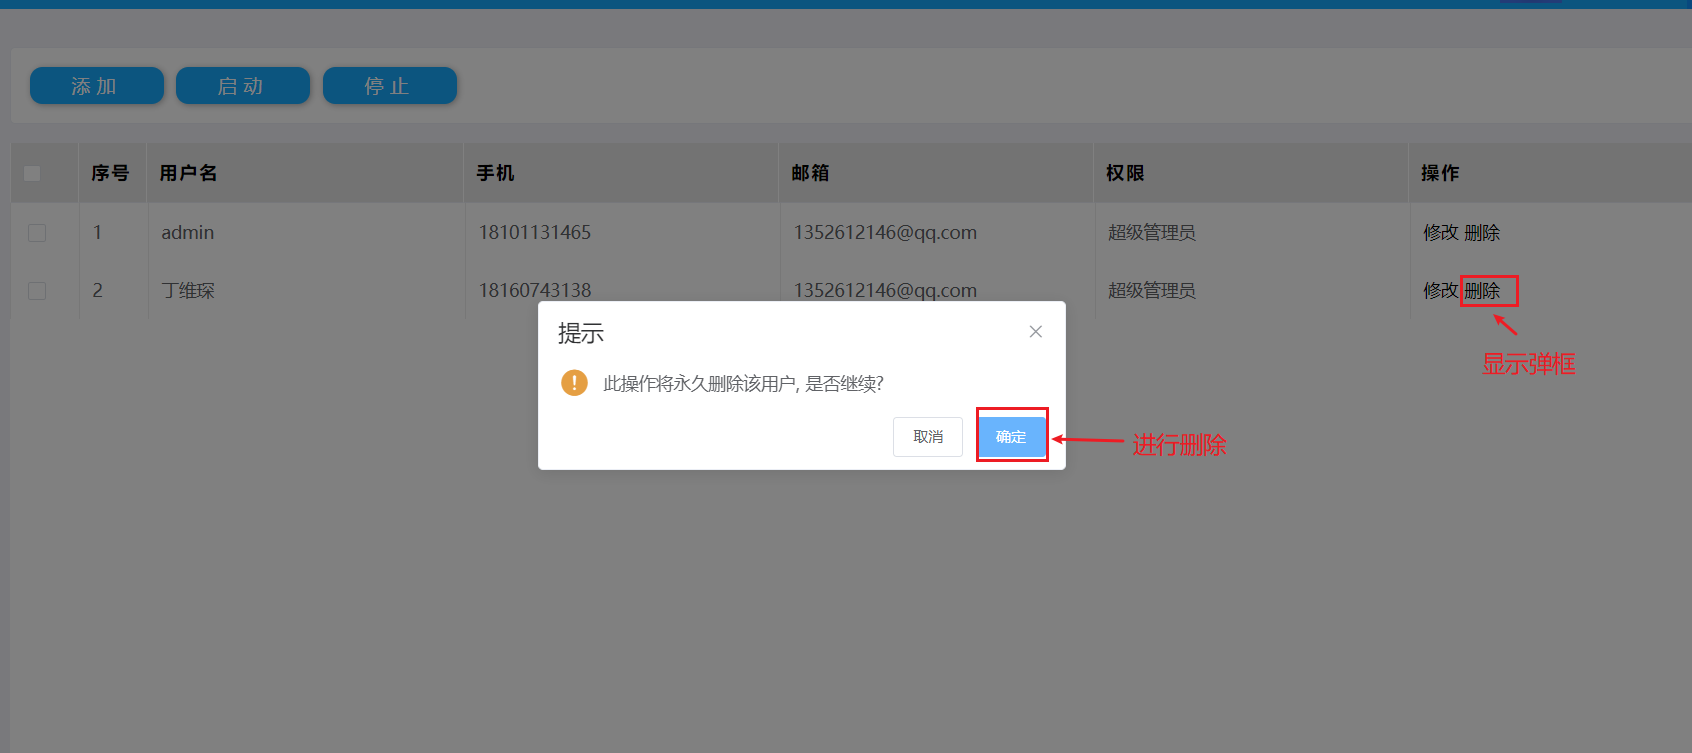 添 加 启 动 停 止
序号 用户名 手机 邮箱 权限 操作
1 admin 18101131465 1352612146@qq.com 超级管理员 修改 删除
2 丁维琛 18160743138 1352612146@qq.com 超级管理员 修改 删除
提示
显示弹框
此操作将永久删除该用户, 是否继续?
取消 确定
进行删除